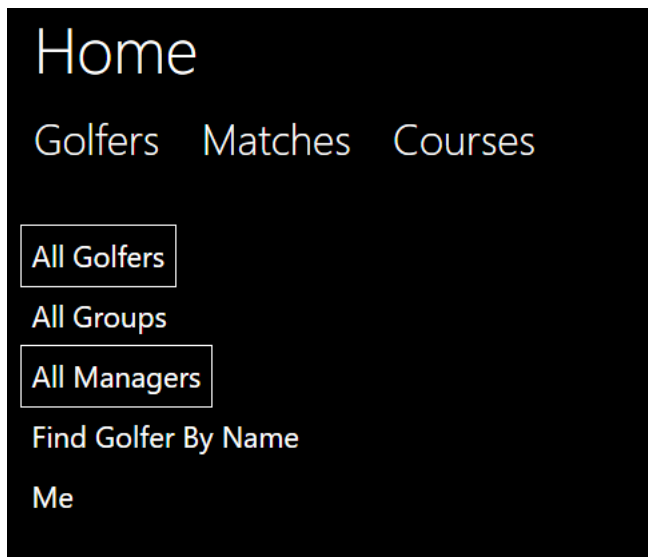 Home
Golfers Matches Courses
All Golfers
All Groups
All Managers
Find Golfer By Name
Me